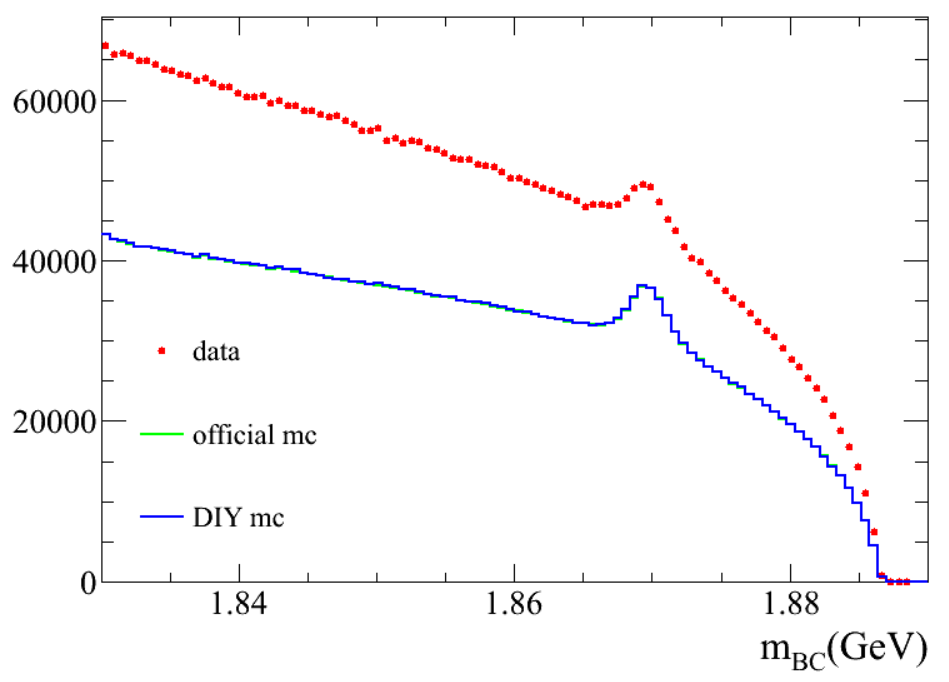 60000
40000
20000
0
data
official mc
DIY mc
1.84 1.86 1.88
m_BC(GeV)